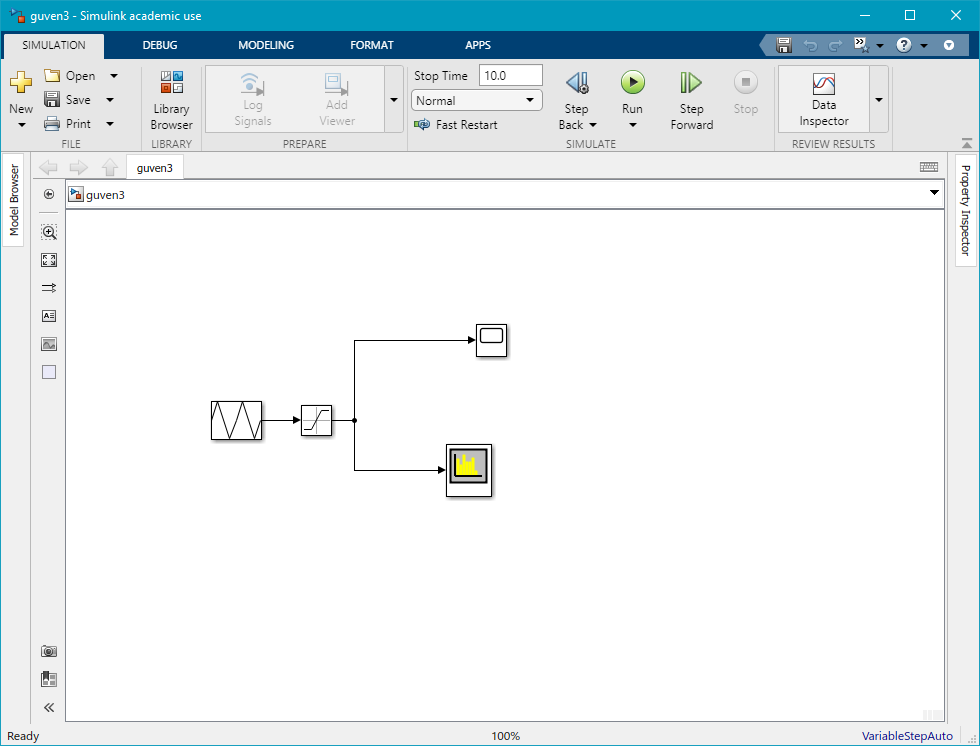 guven3 - Simulink academic use
SIMULATION DEBUG MODELING FORMAT APPS
New
Open
Save
Print
FILE
Library
Browser
LIBRARY
Log
Signals
Add
Viewer
PREPARE
Stop Time 10.0
Normal
Fast Restart
Step
Back
Run
Step
Forward
Stop
SIMULATE
Data
Inspector
REVIEW RESULTS
Model Browser
guven3
guven3
Property Inspector
Ready 100% VariableStepAuto